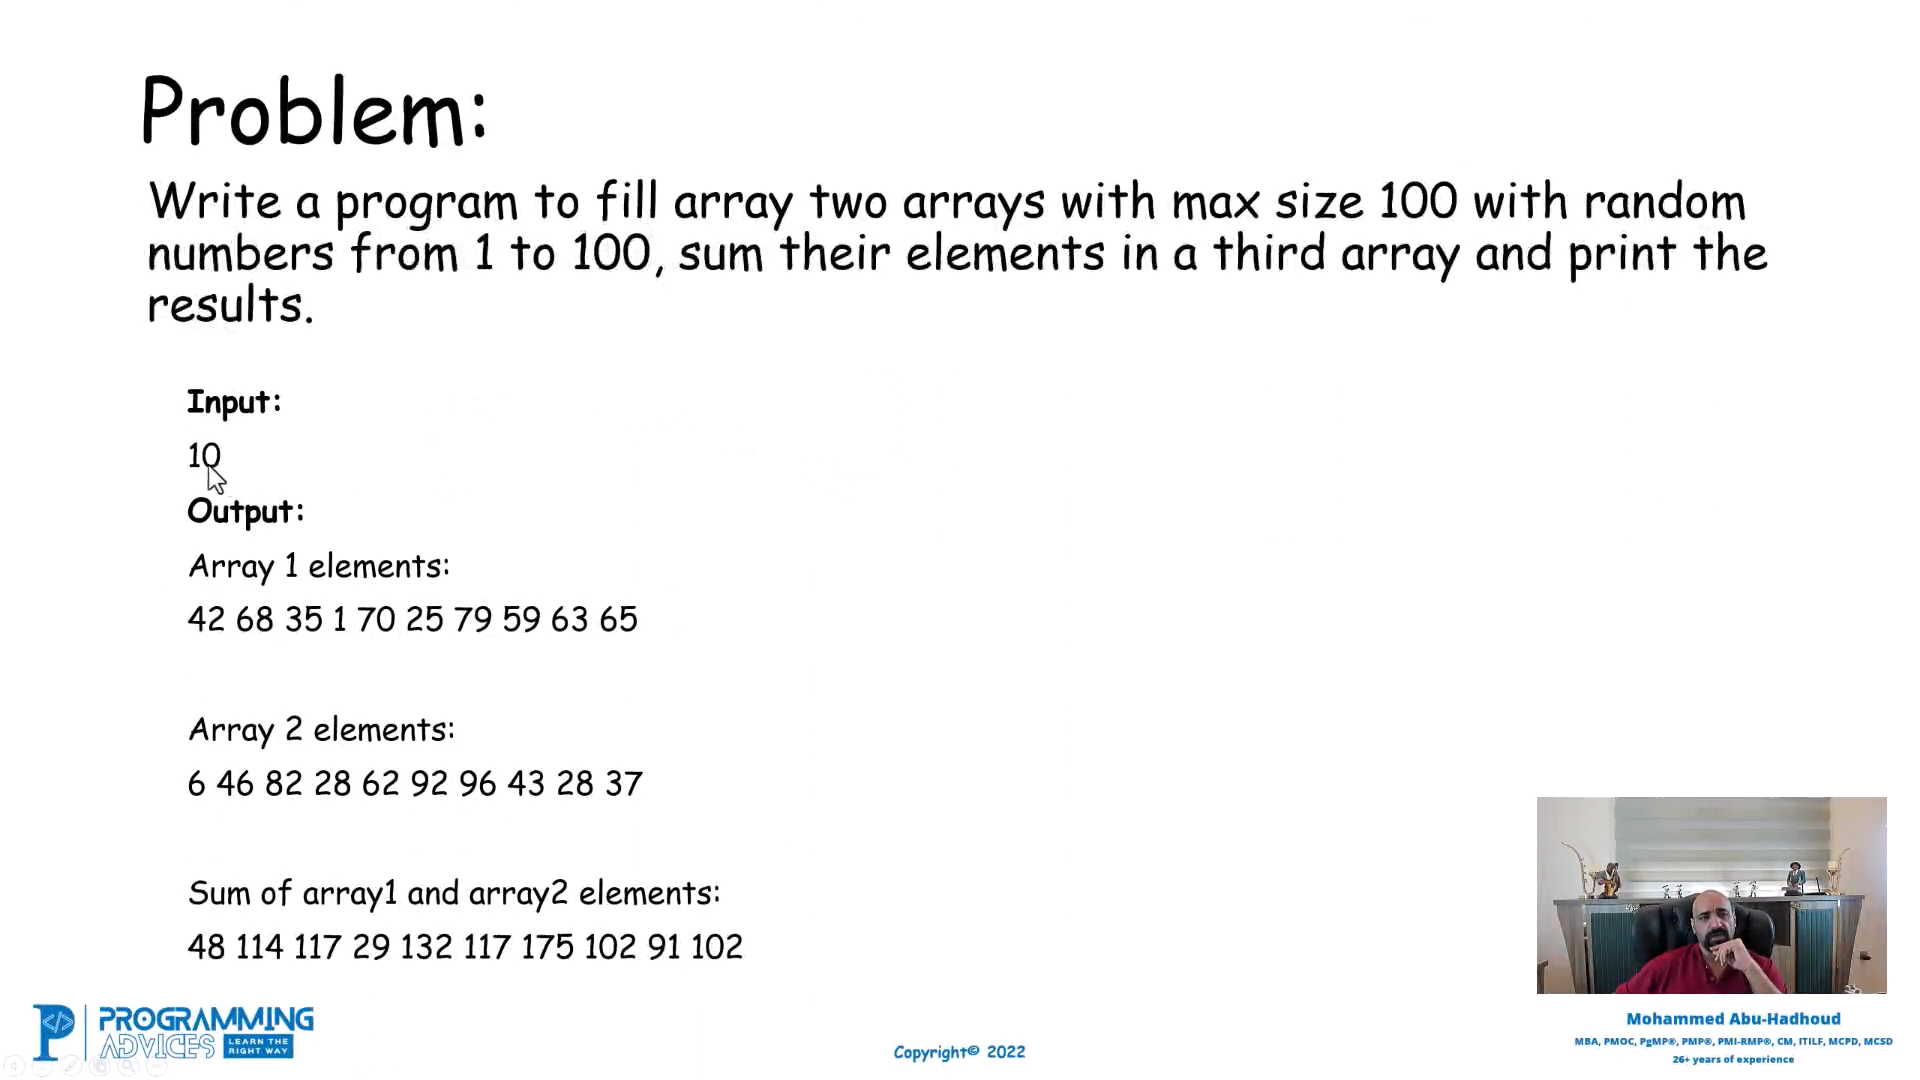 Problem:
Write a program to fill array two arrays with max size 100 with random
numbers from 1 to 100, sum their elements in a third array and print the
results.
Input:
10
Output:
Array 1 elements:
42 68 35 1 70 25 79 59 63 65
Array 2 elements:
6 46 82 28 62 92 96 43 28 37
Sum of array1 and array2 elements:
48 114 117 29 132 117 175 102 91 102
PROGRAMMING
ADVICES LEARN THE
RIGHT WAY
Copyright© 2022
Mohammed Abu-Hadhoud
MBA, PMOC, PgMP®, PMP®, PMI-RMP®, CM, ITILF, MCPD, MCSD
26+ years of experience